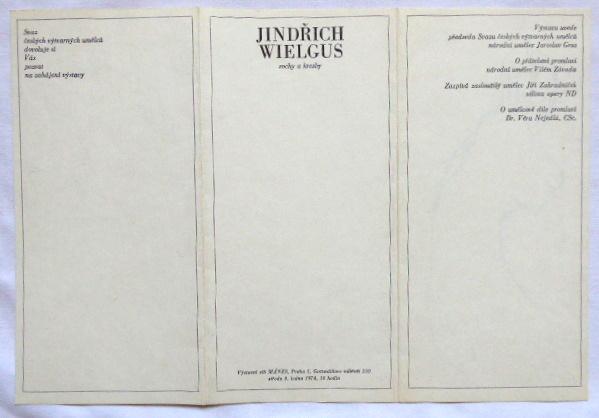 Svaz
českých výtvarných umělců
dovoluje si
Vás
pozvat
na zahájení výstavy
JINDŘICH
WIELGUS
sochy a kresby
Výstavní síň MÁNES, Praha 1, Gottwaldovo nábřeží 250
středa 9. ledna 1974, 16 hodin
Výstavu uvede
předseda Svazu českých výtvarných umělců
národní umělec Jaroslav Grus
O přátelství promluví
národní umělec Vilém Závada
Zazpívá zasloužilý umělec Jiří Zahradníček
sólista opery ND
O umělcově díle promluví
Dr. Věra Nejedlá, CSc.